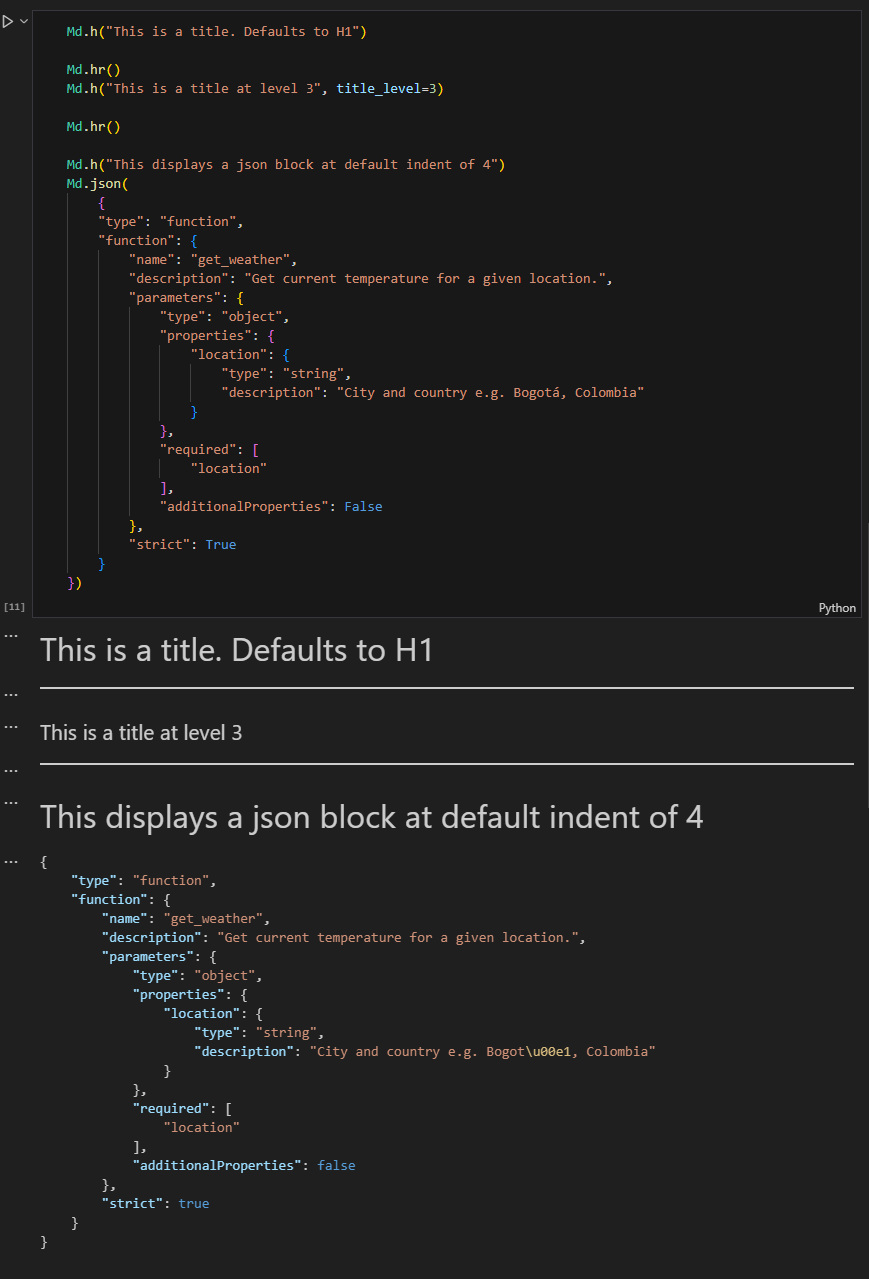 Md.h("This is a title. Defaults to H1")
Md.hr()
Md.h("This is a title at level 3", title_level=3)
Md.hr()
Md.h("This displays a json block at default indent of 4")
Md.json(
{
"type": "function",
"function": {
"name": "get_weather",
"description": "Get current temperature for a given location.",
"parameters": {
"type": "object",
"properties": {
"location": {
"type": "string",
"description": "City and country e.g. Bogotá, Colombia"
}
},
"required": [
"location"
],
"additionalProperties": False
},
"strict": True
}
})
[11]
Python
This is a title. Defaults to H1
This is a title at level 3
This displays a json block at default indent of 4
{
"type": "function",
"function": {
"name": "get_weather",
"description": "Get current temperature for a given location.",
"parameters": {
"type": "object",
"properties": {
"location": {
"type": "string",
"description": "City and country e.g. Bogot\u00e1, Colombia"
}
},
"required": [
"location"
],
"additionalProperties": false
},
"strict": true
}
}